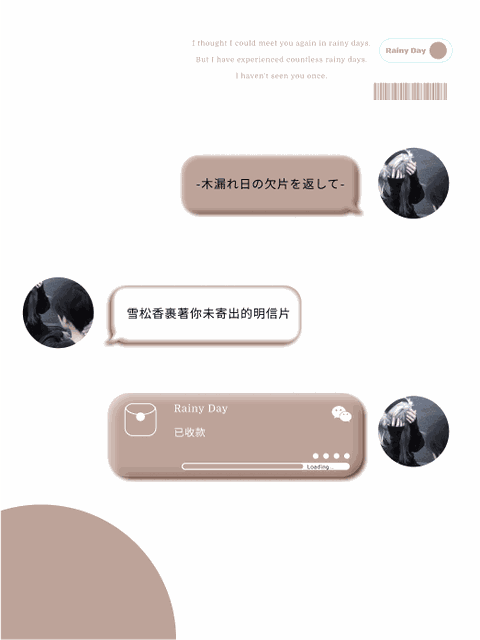 I thought I could meet you again in rainy days.
But I have experienced countless rainy days.
I haven't seen you once.
Rainy Day
-木漏れ日の欠片を返して-
雪松香裹著你未寄出的明信片
Rainy Day
已收款
Loading...